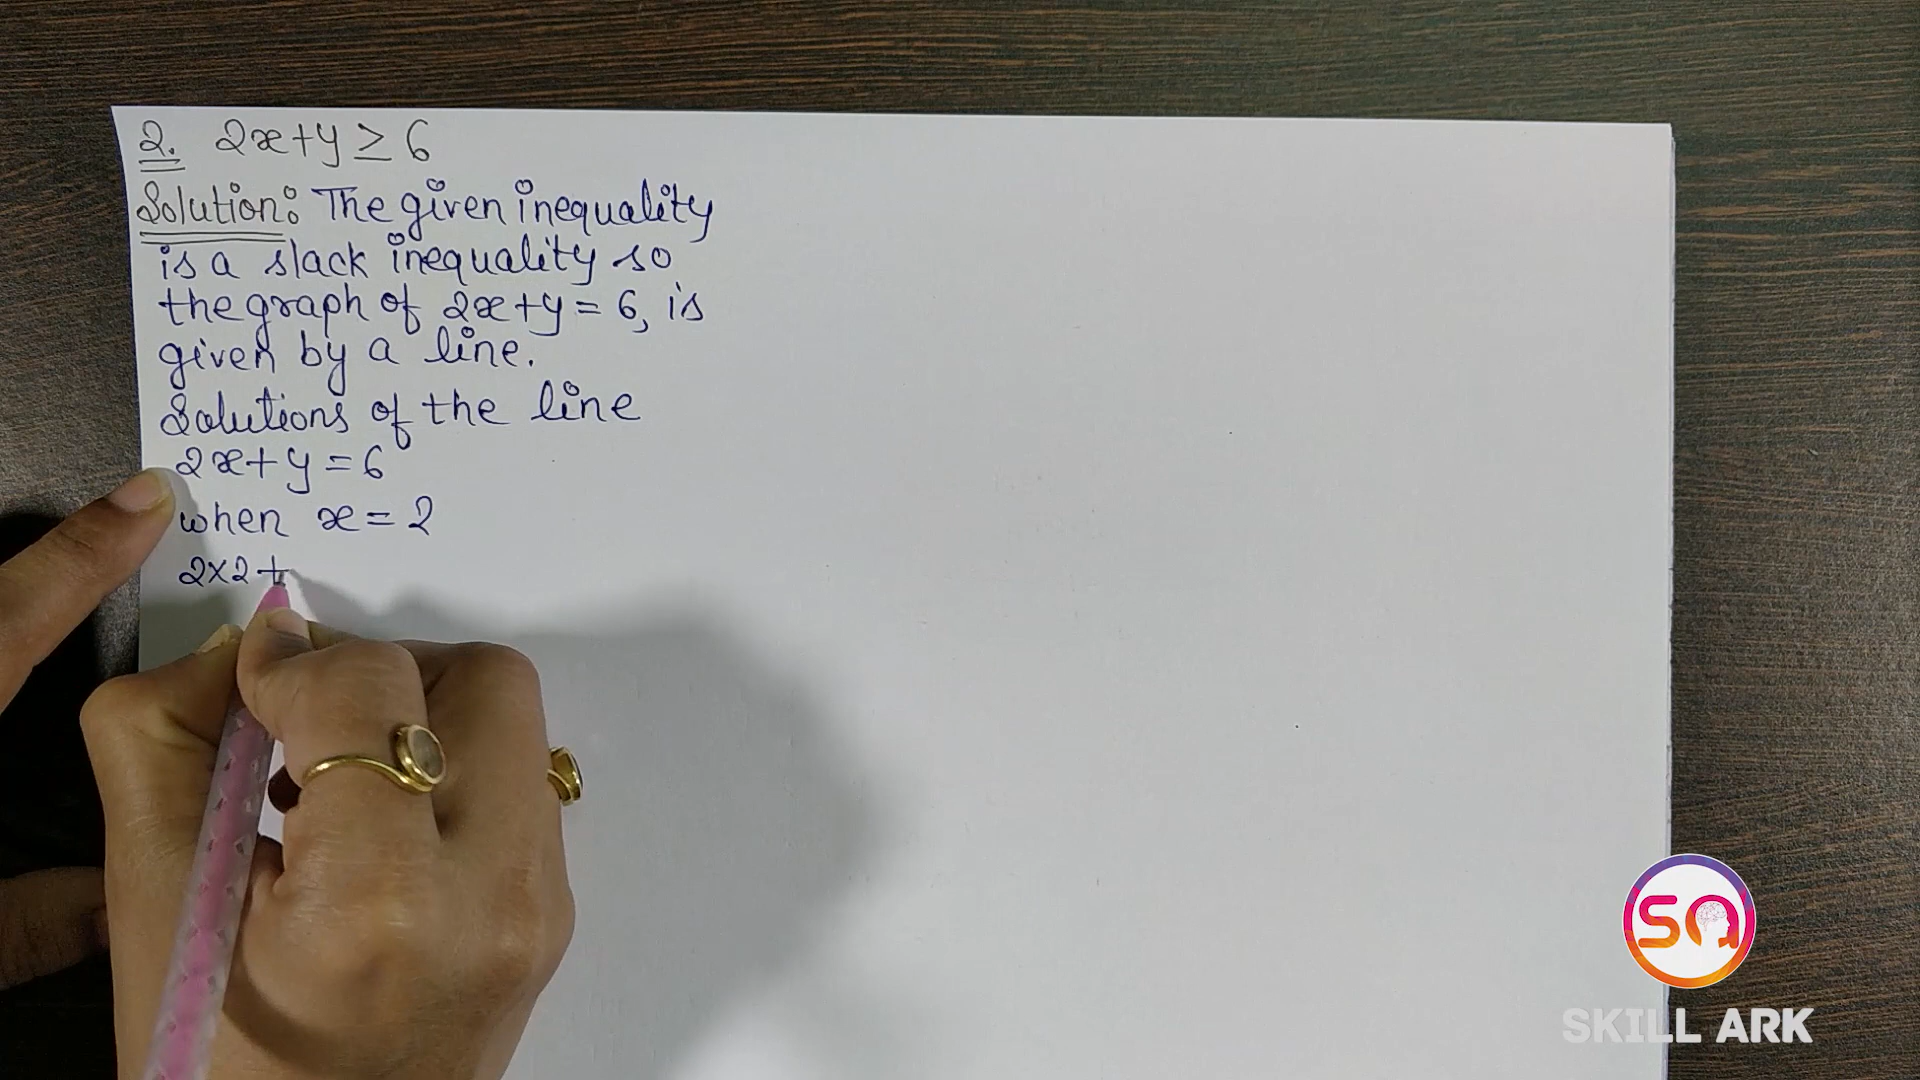 2. 2x+y ≥ 6
Solution: The given inequality
is a slack inequality so
the graph of 2x+y = 6, is
given by a line.
Solutions of the line
2x+y = 6
when x = 2
2×2+
SA
SKILL ARK